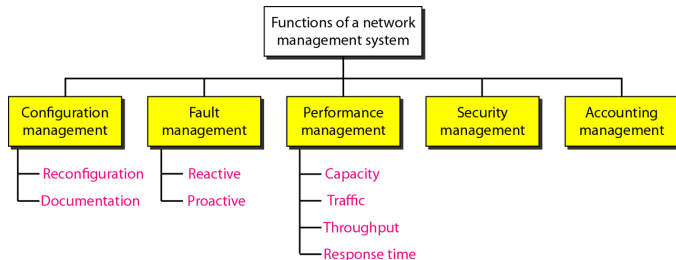 Functions of a network
management system
Configuration
management
Fault
management
Performance
management
Security
management
Accounting
management
Reconfiguration
Documentation
Reactive
Proactive
Capacity
Traffic
Throughput
Response time